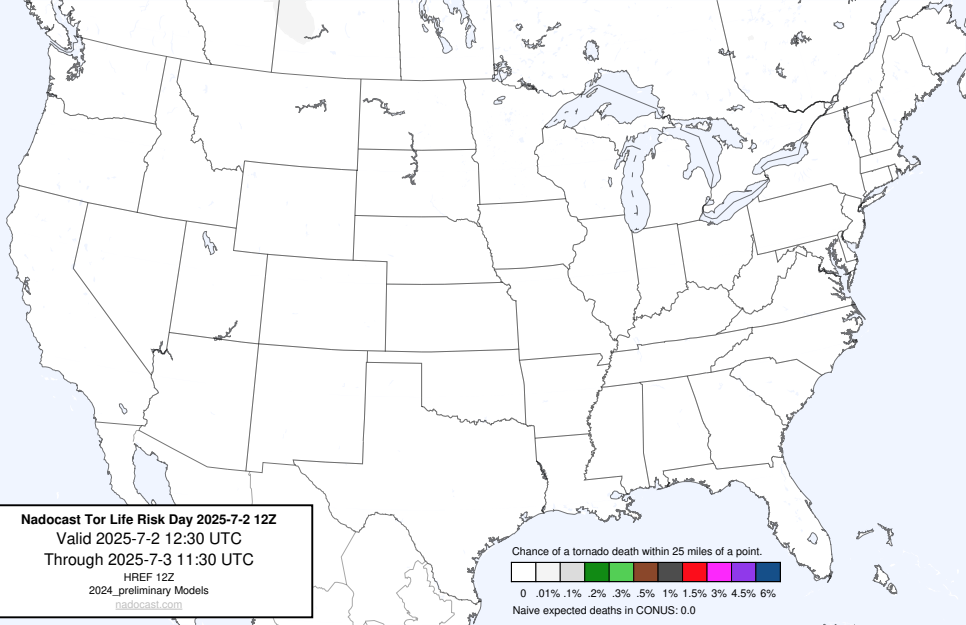 Nadocast Tor Life Risk Day 2025-7-2 12Z
Valid 2025-7-2 12:30 UTC
Through 2025-7-3 11:30 UTC
HREF 12Z
2024_preliminary Models
nadocast.com
Chance of a tornado death within 25 miles of a point.
0 .01% .1% .2% .3% .5% 1% 1.5% 3% 4.5% 6%
Naive expected deaths in CONUS: 0.0